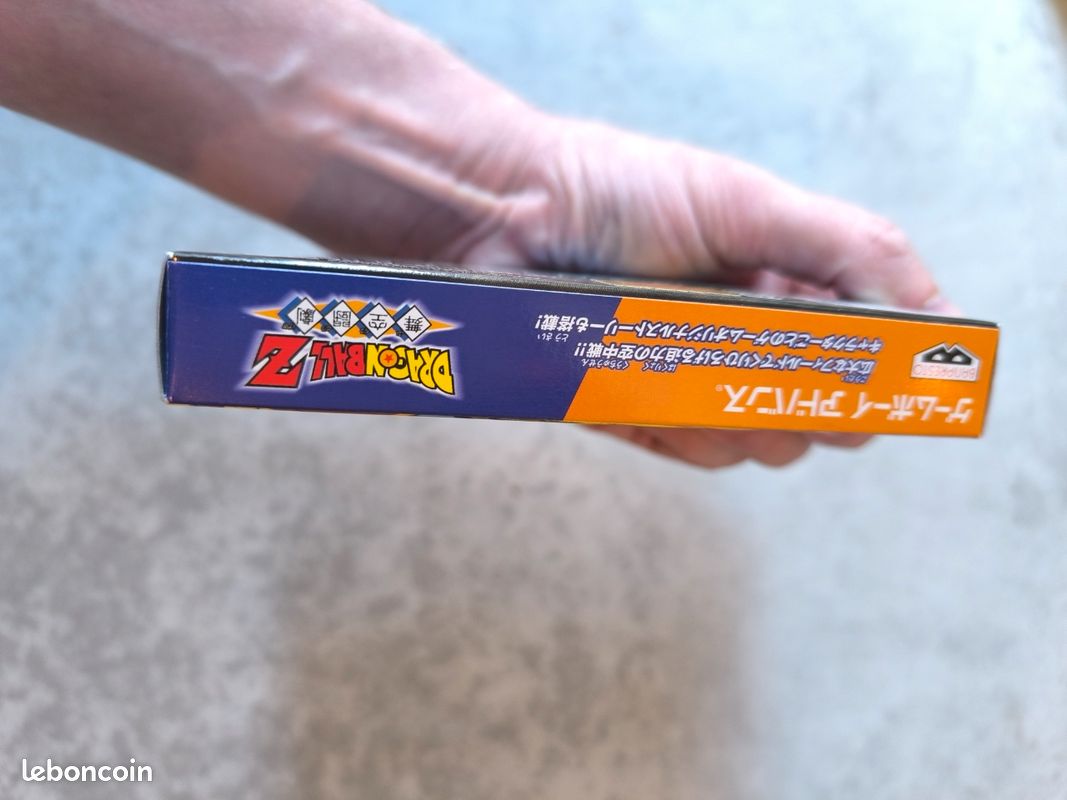 ゲームボーイ アドバンス®
広大なフィールドでくりひろげる迫力の空中戦!!
キャラクターごとのゲームオリジナルストーリーも搭載!
BANPRESTO
DRAGONBALL Z
舞空闘劇
leboncoin